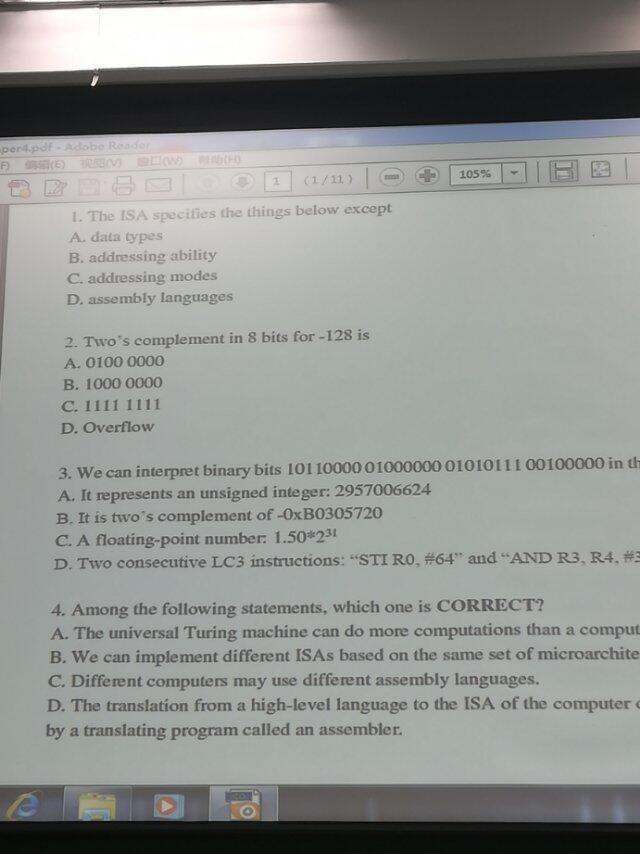 per4.pdf - Adobe Reader
F) 编辑(E) 视图(V) 窗口(W) 帮助(H)
1 (1/11) 105%
1. The ISA specifies the things below except
A. data types
B. addressing ability
C. addressing modes
D. assembly languages
2. Two's complement in 8 bits for -128 is
A. 0100 0000
B. 1000 0000
C. 1111 1111
D. Overflow
3. We can interpret binary bits 10110000 01000000 01010111 00100000 in th
A. It represents an unsigned integer: 2957006624
B. It is two's complement of -0xB0305720
C. A floating-point number: 1.50*2³¹
D. Two consecutive LC3 instructions: “STI R0, #64” and “AND R3, R4, #3
4. Among the following statements, which one is CORRECT?
A. The universal Turing machine can do more computations than a comput
B. We can implement different ISAs based on the same set of microarchite
C. Different computers may use different assembly languages.
D. The translation from a high-level language to the ISA of the computer
by a translating program called an assembler.